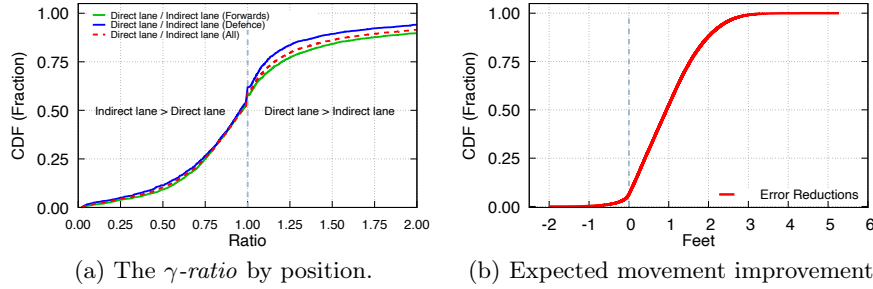 Direct lane / Indirect lane (Forwards)
Direct lane / Indirect lane (Defence)
Direct lane / Indirect lane (All)
1.00
0.75
0.50
0.25
0.00
CDF (Fraction)
Indirect lane > Direct lane
Direct lane > Indirect lane
0.00 0.25 0.50 0.75 1.00 1.25 1.50 1.75 2.00
Ratio
(a) The γ-ratio by position.
1.00
0.75
0.50
0.25
0.00
CDF (Fraction)
Error Reductions
-2 -1 0 1 2 3 4 5 6
Feet
(b) Expected movement improvement